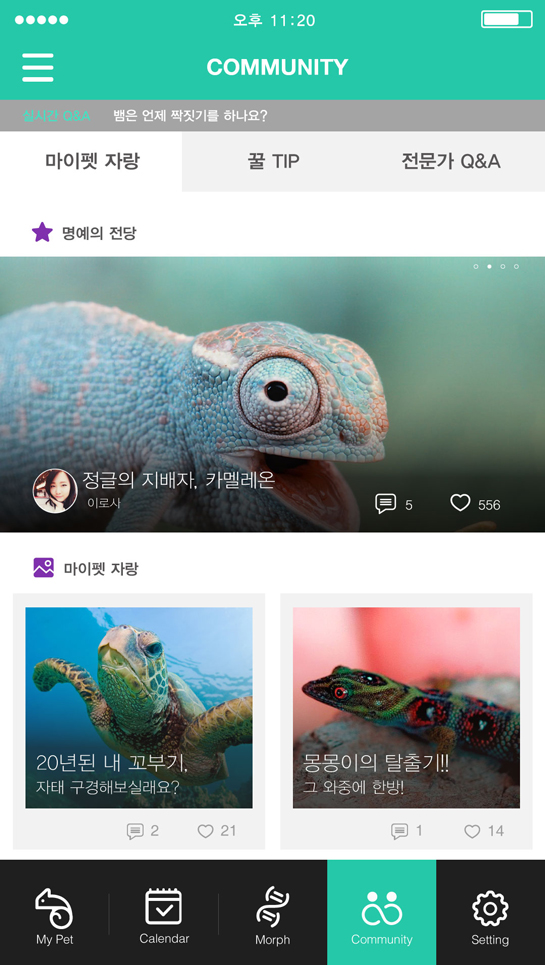 오후 11:20
COMMUNITY
실시간 Q&A 뱀은 언제 짝짓기를 하나요?
마이펫 자랑 꿀 TIP 전문가 Q&A
명예의 전당
정글의 지배자, 카멜레온
이로사
5 556
마이펫 자랑
20년된 내 꼬부기,
자태 구경해보실래요?
2 21
몽몽이의 탈출기!!
그 와중에 한방!
1 14
My Pet Calendar Morph Community Setting